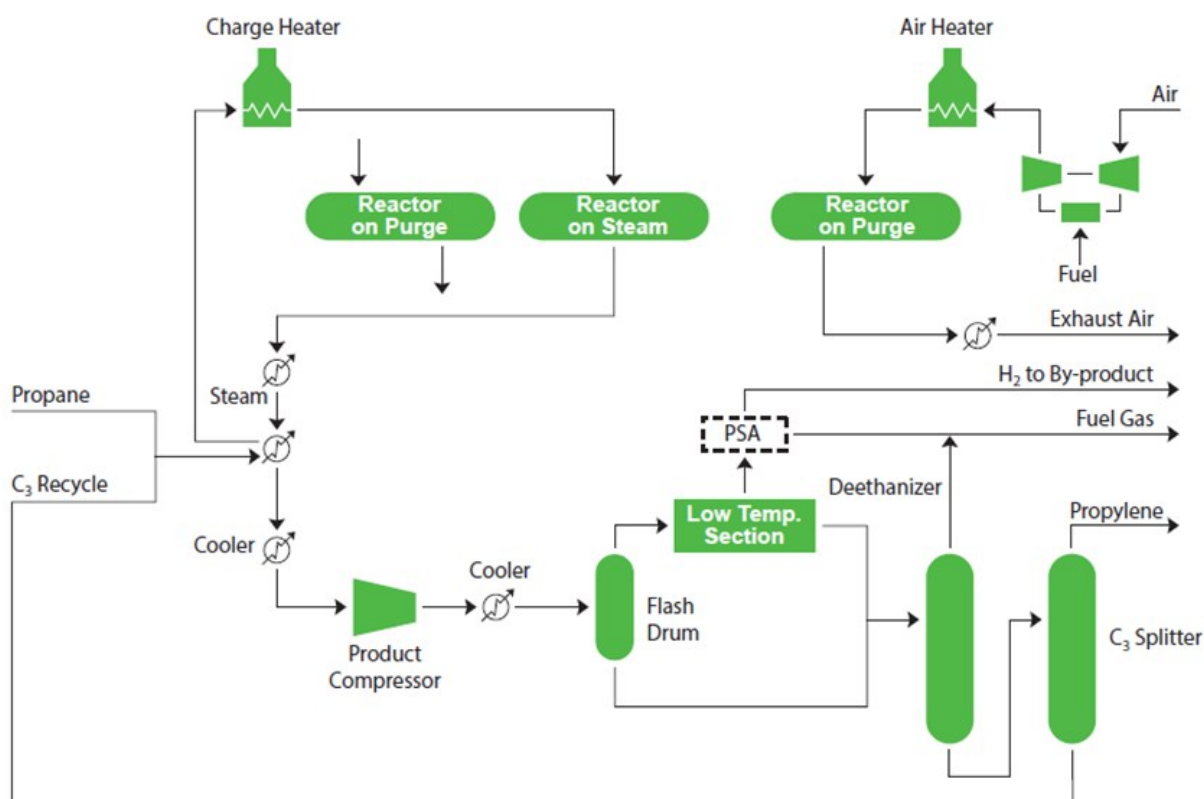 Charge Heater
Air Heater
Air
Reactor
on Purge
Reactor
on Steam
Reactor
on Purge
Fuel
Exhaust Air
H₂ to By-product
Propane
Steam
PSA
Fuel Gas
C₃ Recycle
Deethanizer
Low Temp.
Section
Propylene
Cooler
Cooler
Flash
Drum
C₃ Splitter
Product
Compressor